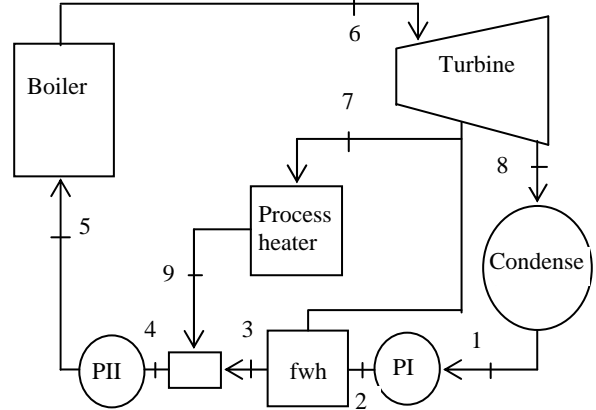 6
Turbine
Boiler
7
8
Process
heater
Condense
5
9
4
3
1
PII
fwh
PI
2